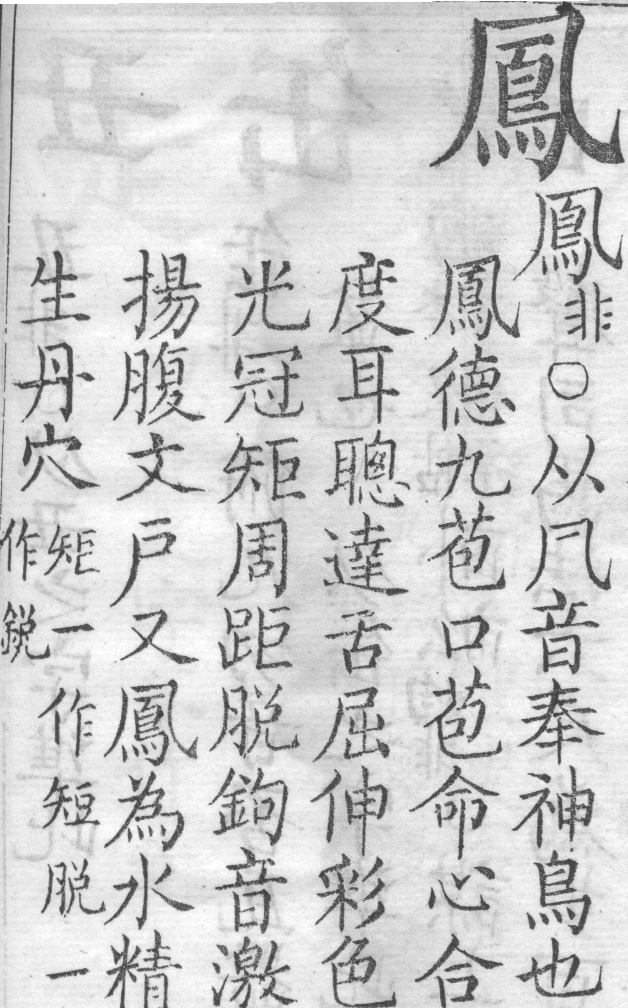 鳳
鳳非〇从凡音奉神鳥也
鳳德九苞口苞命心合
度耳聰達舌屈伸彩色
光冠矩周距脱鉤音激
揚腹文戸又鳳為水精
生丹穴
矩一作短脱一
作鋭